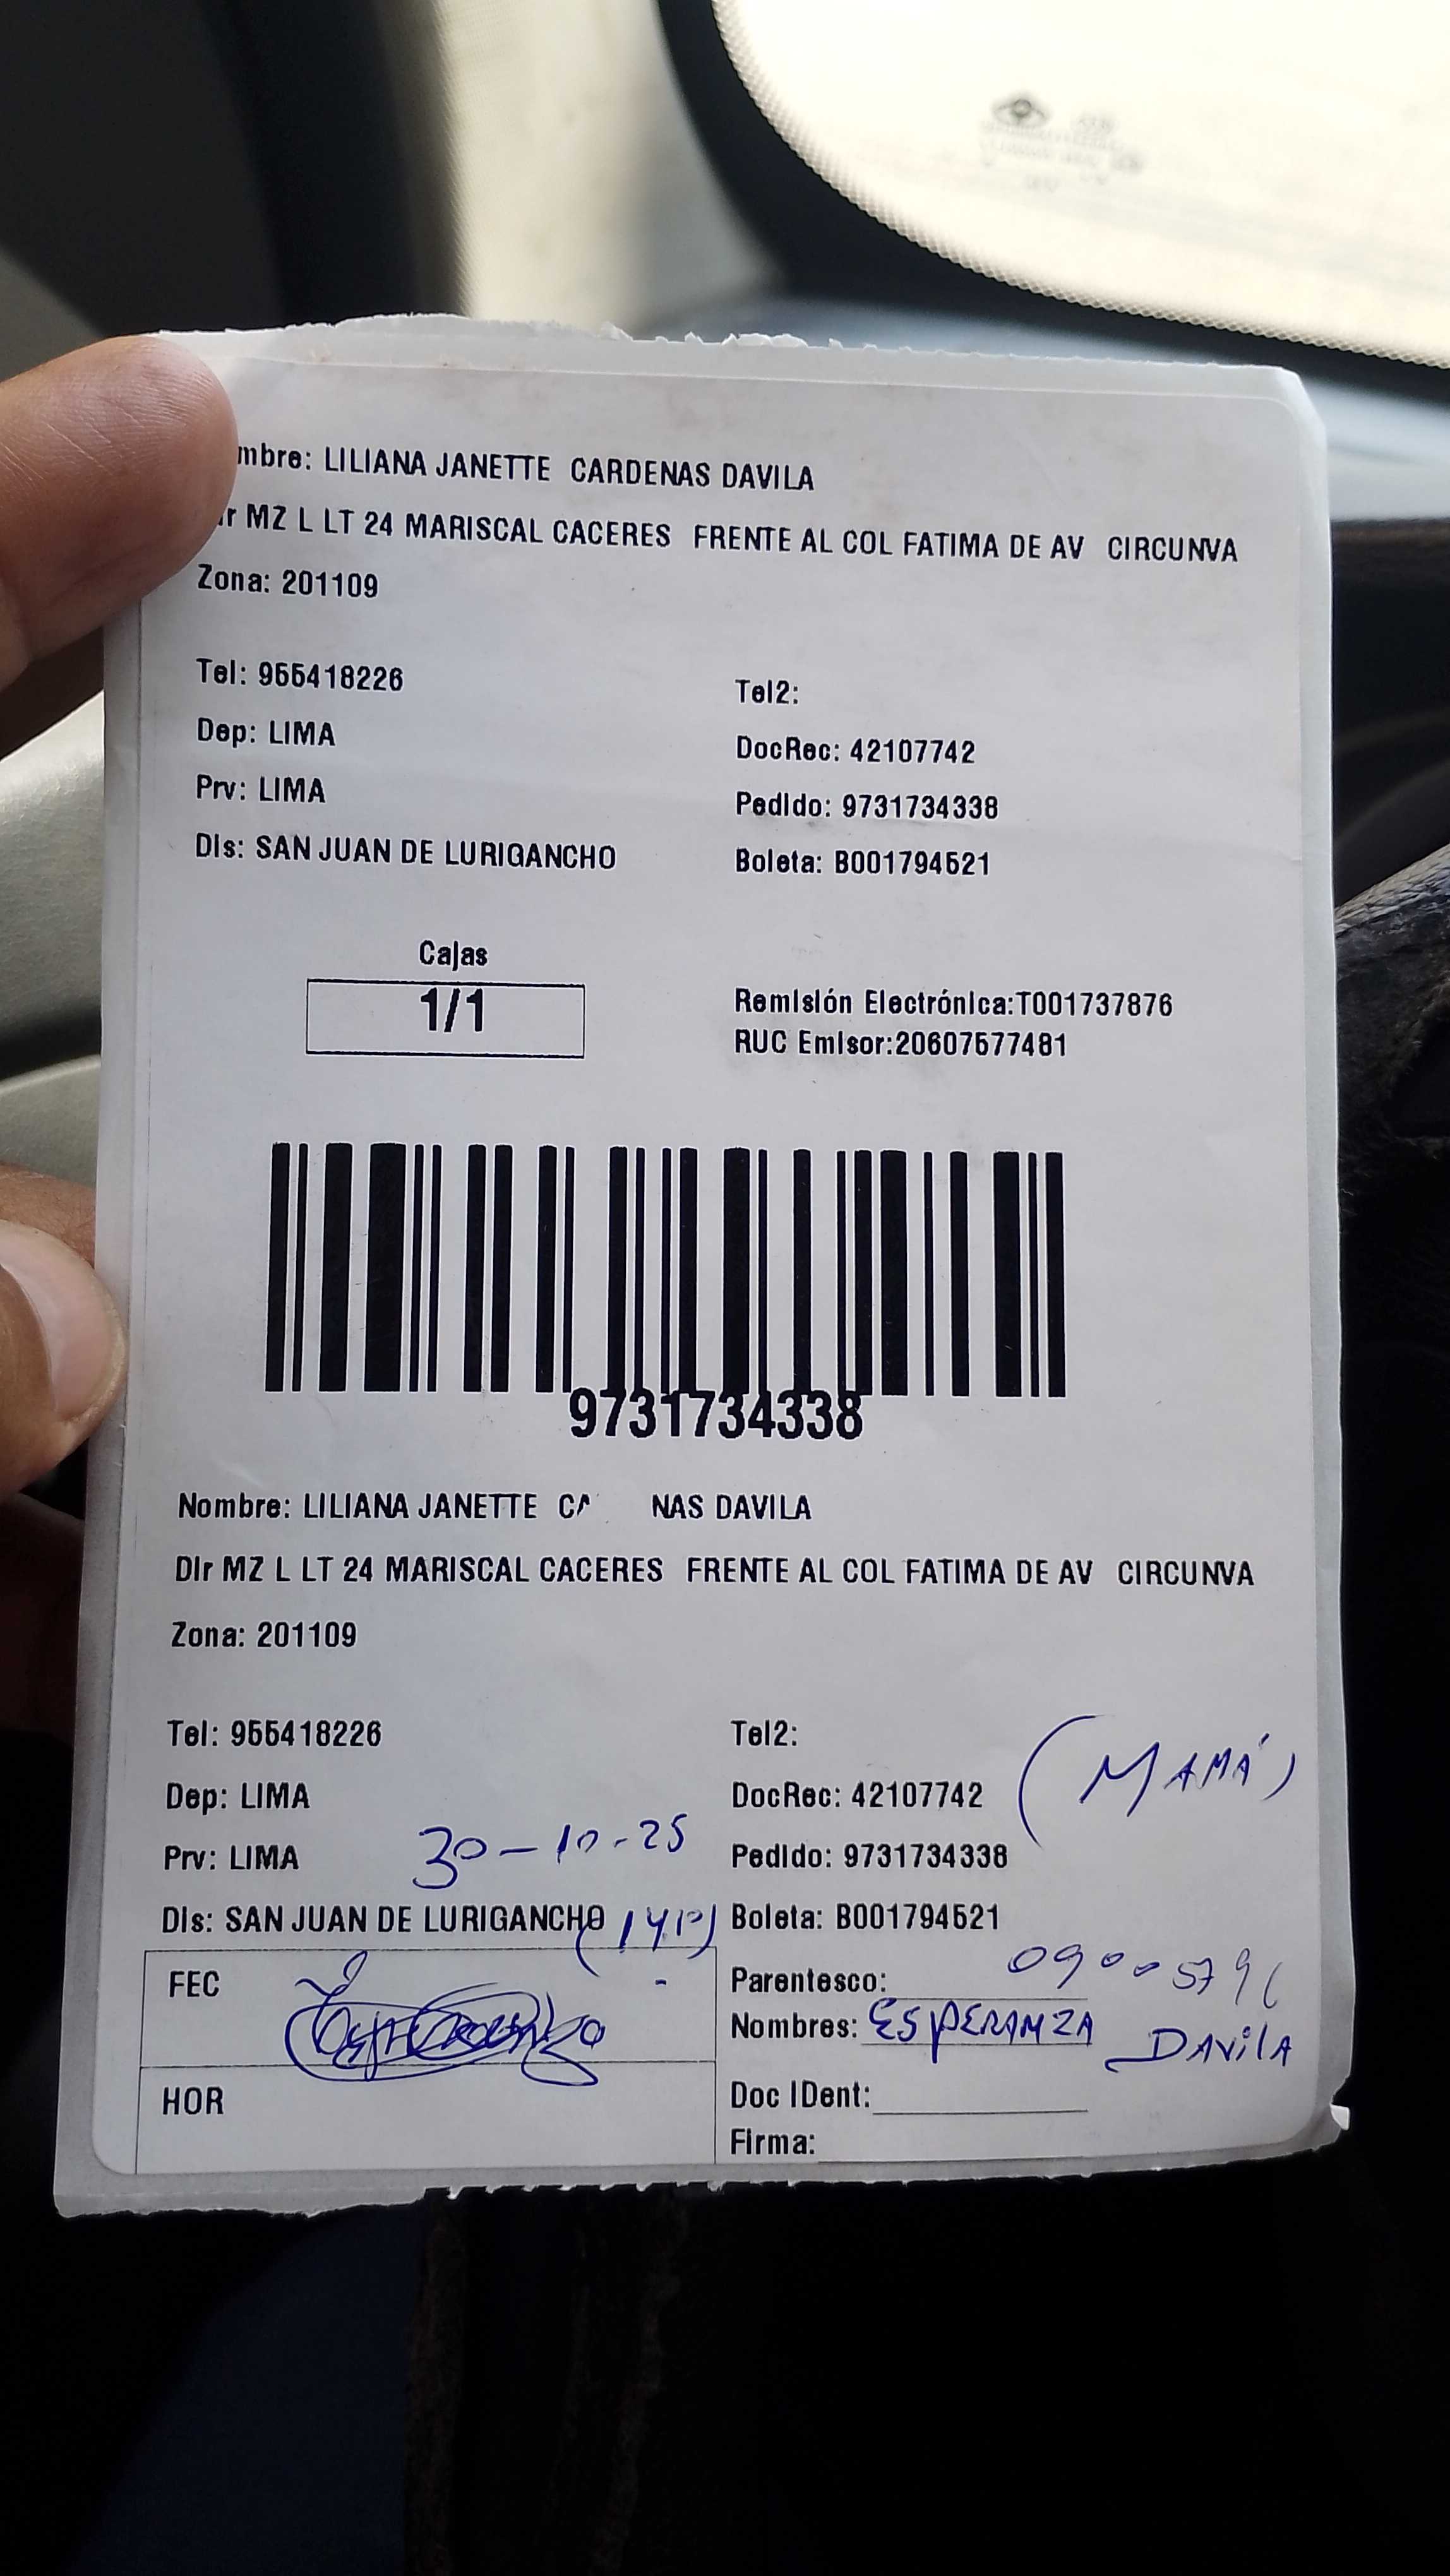 mbre: LILIANA JANETTE CARDENAS DAVILA
Dir MZ L LT 24 MARISCAL CACERES FRENTE AL COL FATIMA DE AV CIRCUNVA
Zona: 201109
Tel: 955418226 Tel2:
Dep: LIMA DocRec: 42107742
Prv: LIMA Pedido: 9731734338
Dis: SAN JUAN DE LURIGANCHO Boleta: B001794521
Cajas
1/1
Remisión Electrónica:T001737876
RUC Emisor:20607577481
9731734338
Nombre: LILIANA JANETTE CA NAS DAVILA
Dir MZ L LT 24 MARISCAL CACERES FRENTE AL COL FATIMA DE AV CIRCUNVA
Zona: 201109
Tel: 955418226 Tel2:
Dep: LIMA DocRec: 42107742 (MAMÁ)
Prv: LIMA 30-10-25 Pedido: 9731734338
Dis: SAN JUAN DE LURIGANCHO Boleta: B001794521
FEC Parentesco:
Nombres: ESPERANZA DAVILA
HOR Doc IDent:
Firma: